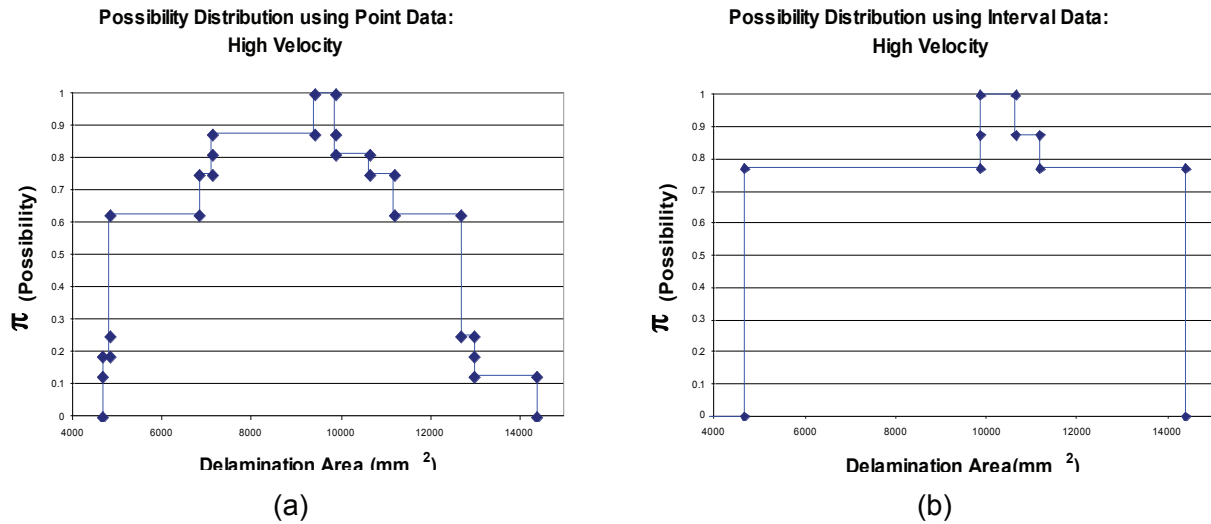 Possibility Distribution using Point Data:
High Velocity
1
0.9
0.8
0.7
0.6
0.5
0.4
0.3
0.2
0.1
0
π (Possibility)
4000 6000 8000 10000 12000 14000
Delamination Area (mm 2)
(a)
Possibility Distribution using Interval Data:
High Velocity
1
0.9
0.8
0.7
0.6
0.5
0.4
0.3
0.2
0.1
0
π (Possibility)
4000 6000 8000 10000 12000 14000
Delamination Area(mm 2)
(b)